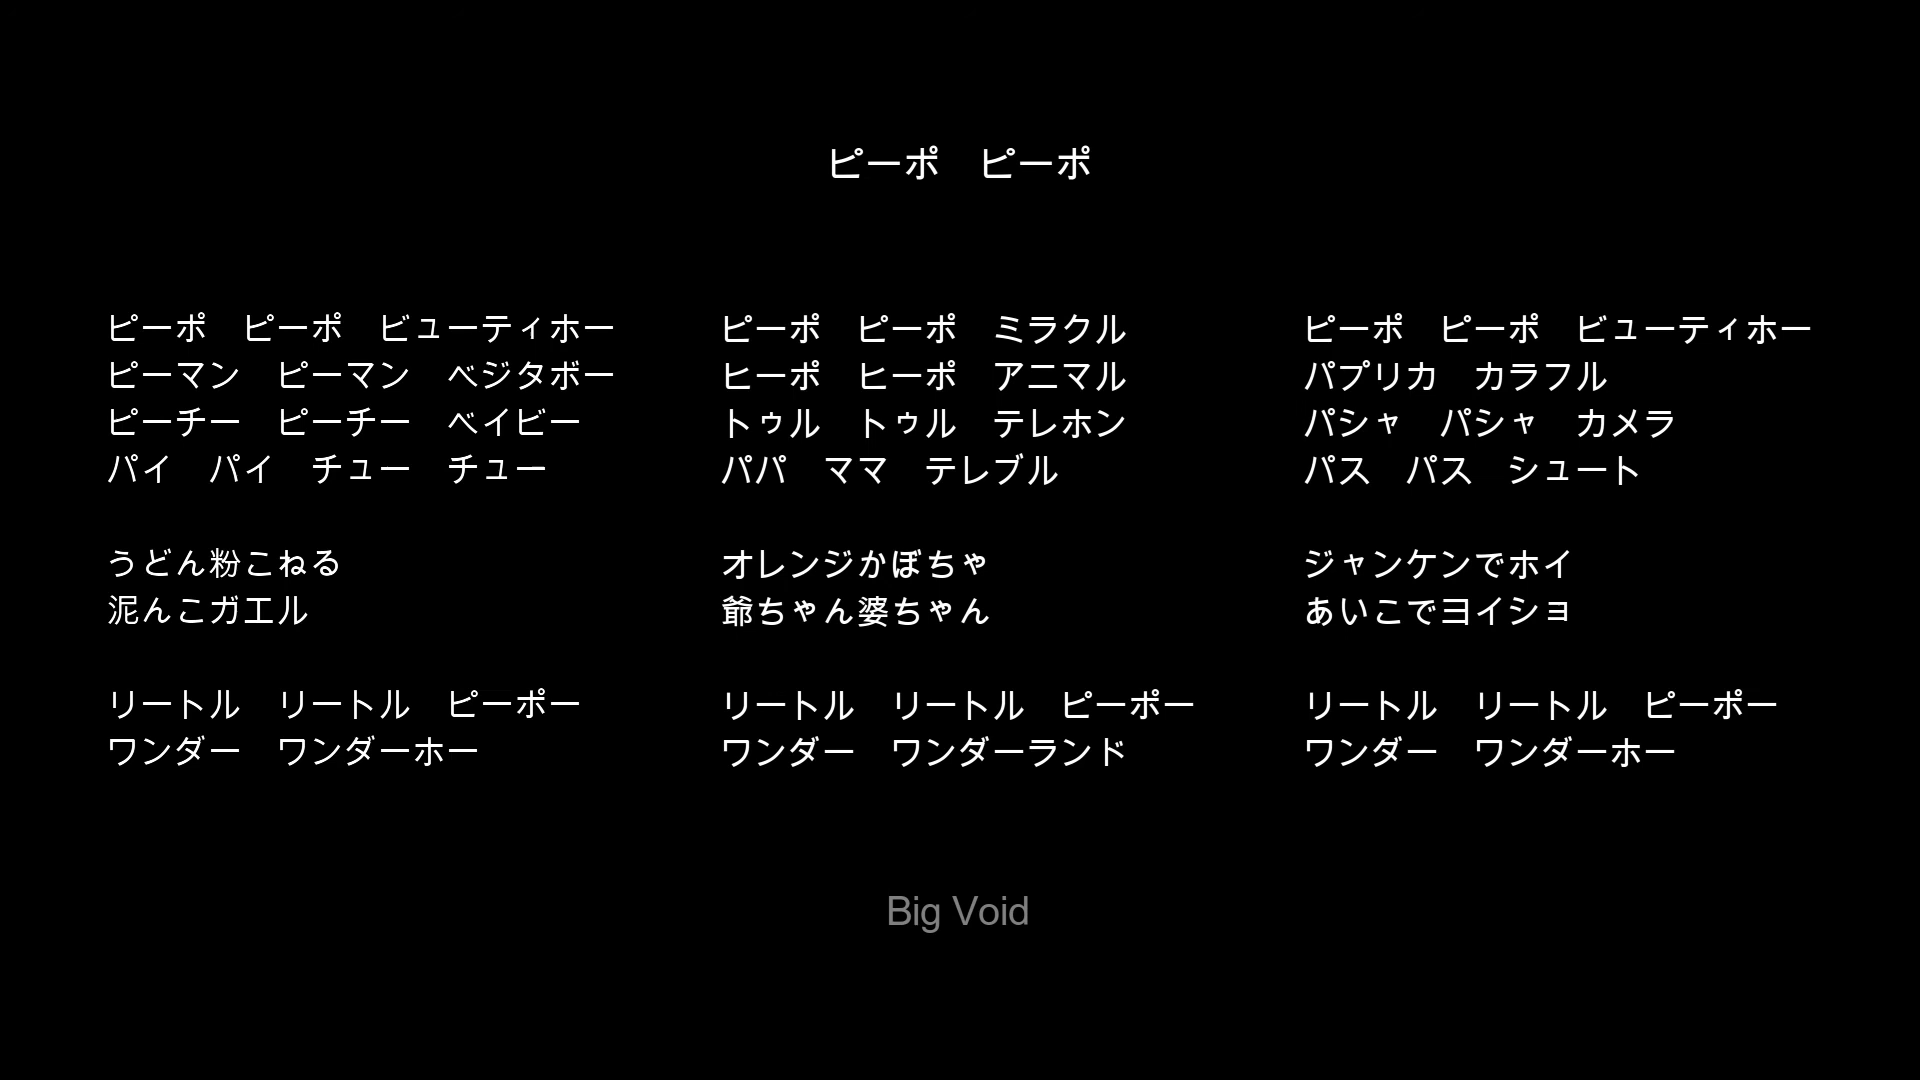 ピーポ　ピーポ
ピーポ　ピーポ　ビューティホー
ピーマン　ピーマン　ベジタボー
ピーチー　ピーチー　ベイビー
パイ　パイ　チュー　チュー
うどん粉こねる
泥んこガエル
リートル　リートル　ピーポー
ワンダー　ワンダーホー
ピーポ　ピーポ　ミラクル
ヒーポ　ヒーポ　アニマル
トゥル　トゥル　テレホン
パパ　ママ　テレブル
オレンジかぼちゃ
爺ちゃん婆ちゃん
リートル　リートル　ピーポー
ワンダー　ワンダーランド
ピーポ　ピーポ　ビューティホー
パプリカ　カラフル
パシャ　パシャ　カメラ
パス　パス　シュート
ジャンケンでホイ
あいこでヨイショ
リートル　リートル　ピーポー
ワンダー　ワンダーホー
Big Void